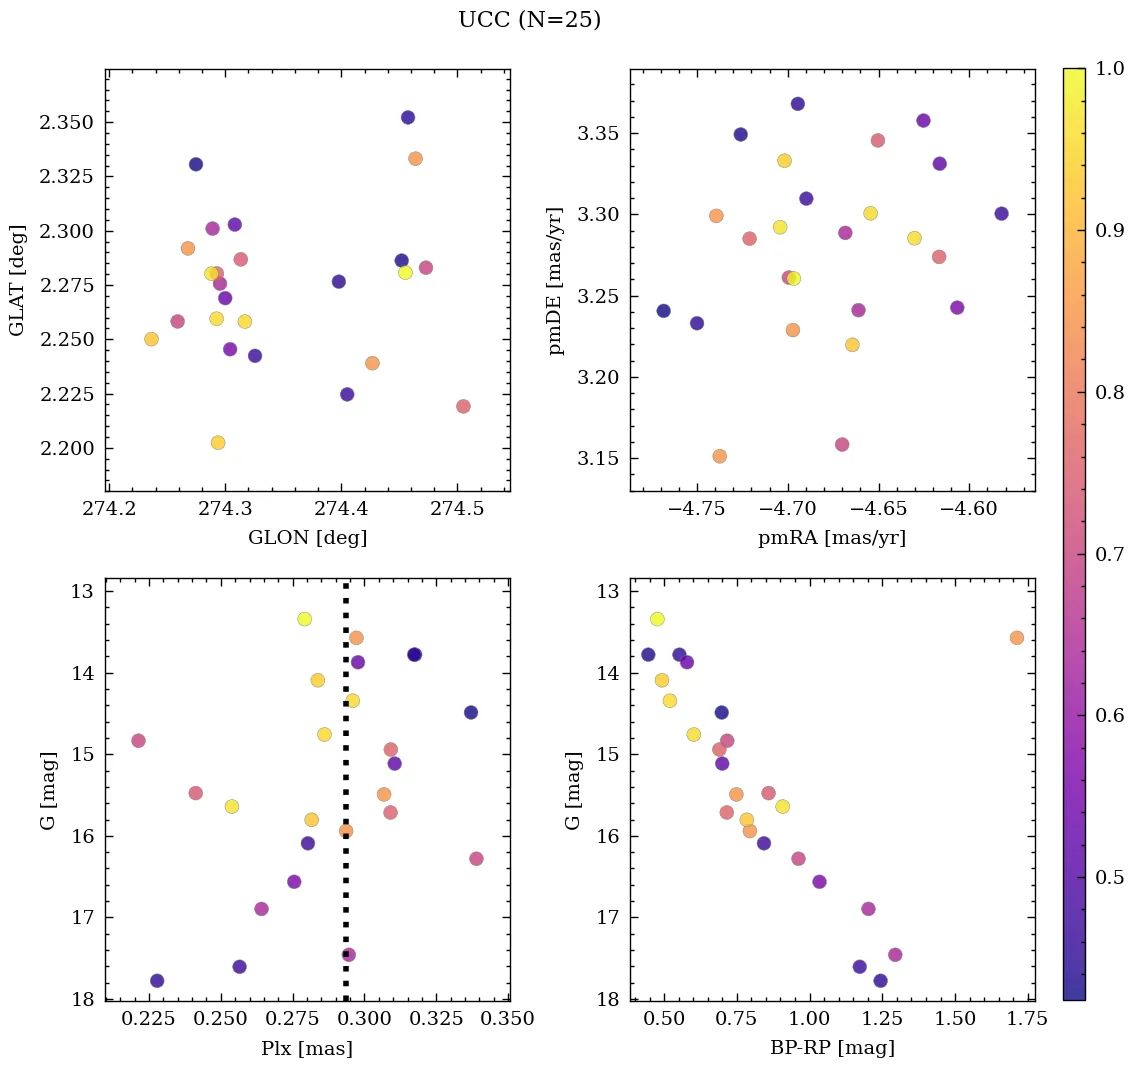 UCC (N=25)
2.350
2.325
2.300
2.275
2.250
2.225
2.200
GLAT [deg]
274.2 274.3 274.4 274.5
GLON [deg]
3.35
3.30
3.25
3.20
3.15
pmDE [mas/yr]
−4.75 −4.70 −4.65 −4.60
pmRA [mas/yr]
13
14
15
16
17
18
G [mag]
0.225 0.250 0.275 0.300 0.325 0.350
Plx [mas]
13
14
15
16
17
18
G [mag]
0.50 0.75 1.00 1.25 1.50 1.75
BP-RP [mag]
1.0
0.9
0.8
0.7
0.6
0.5